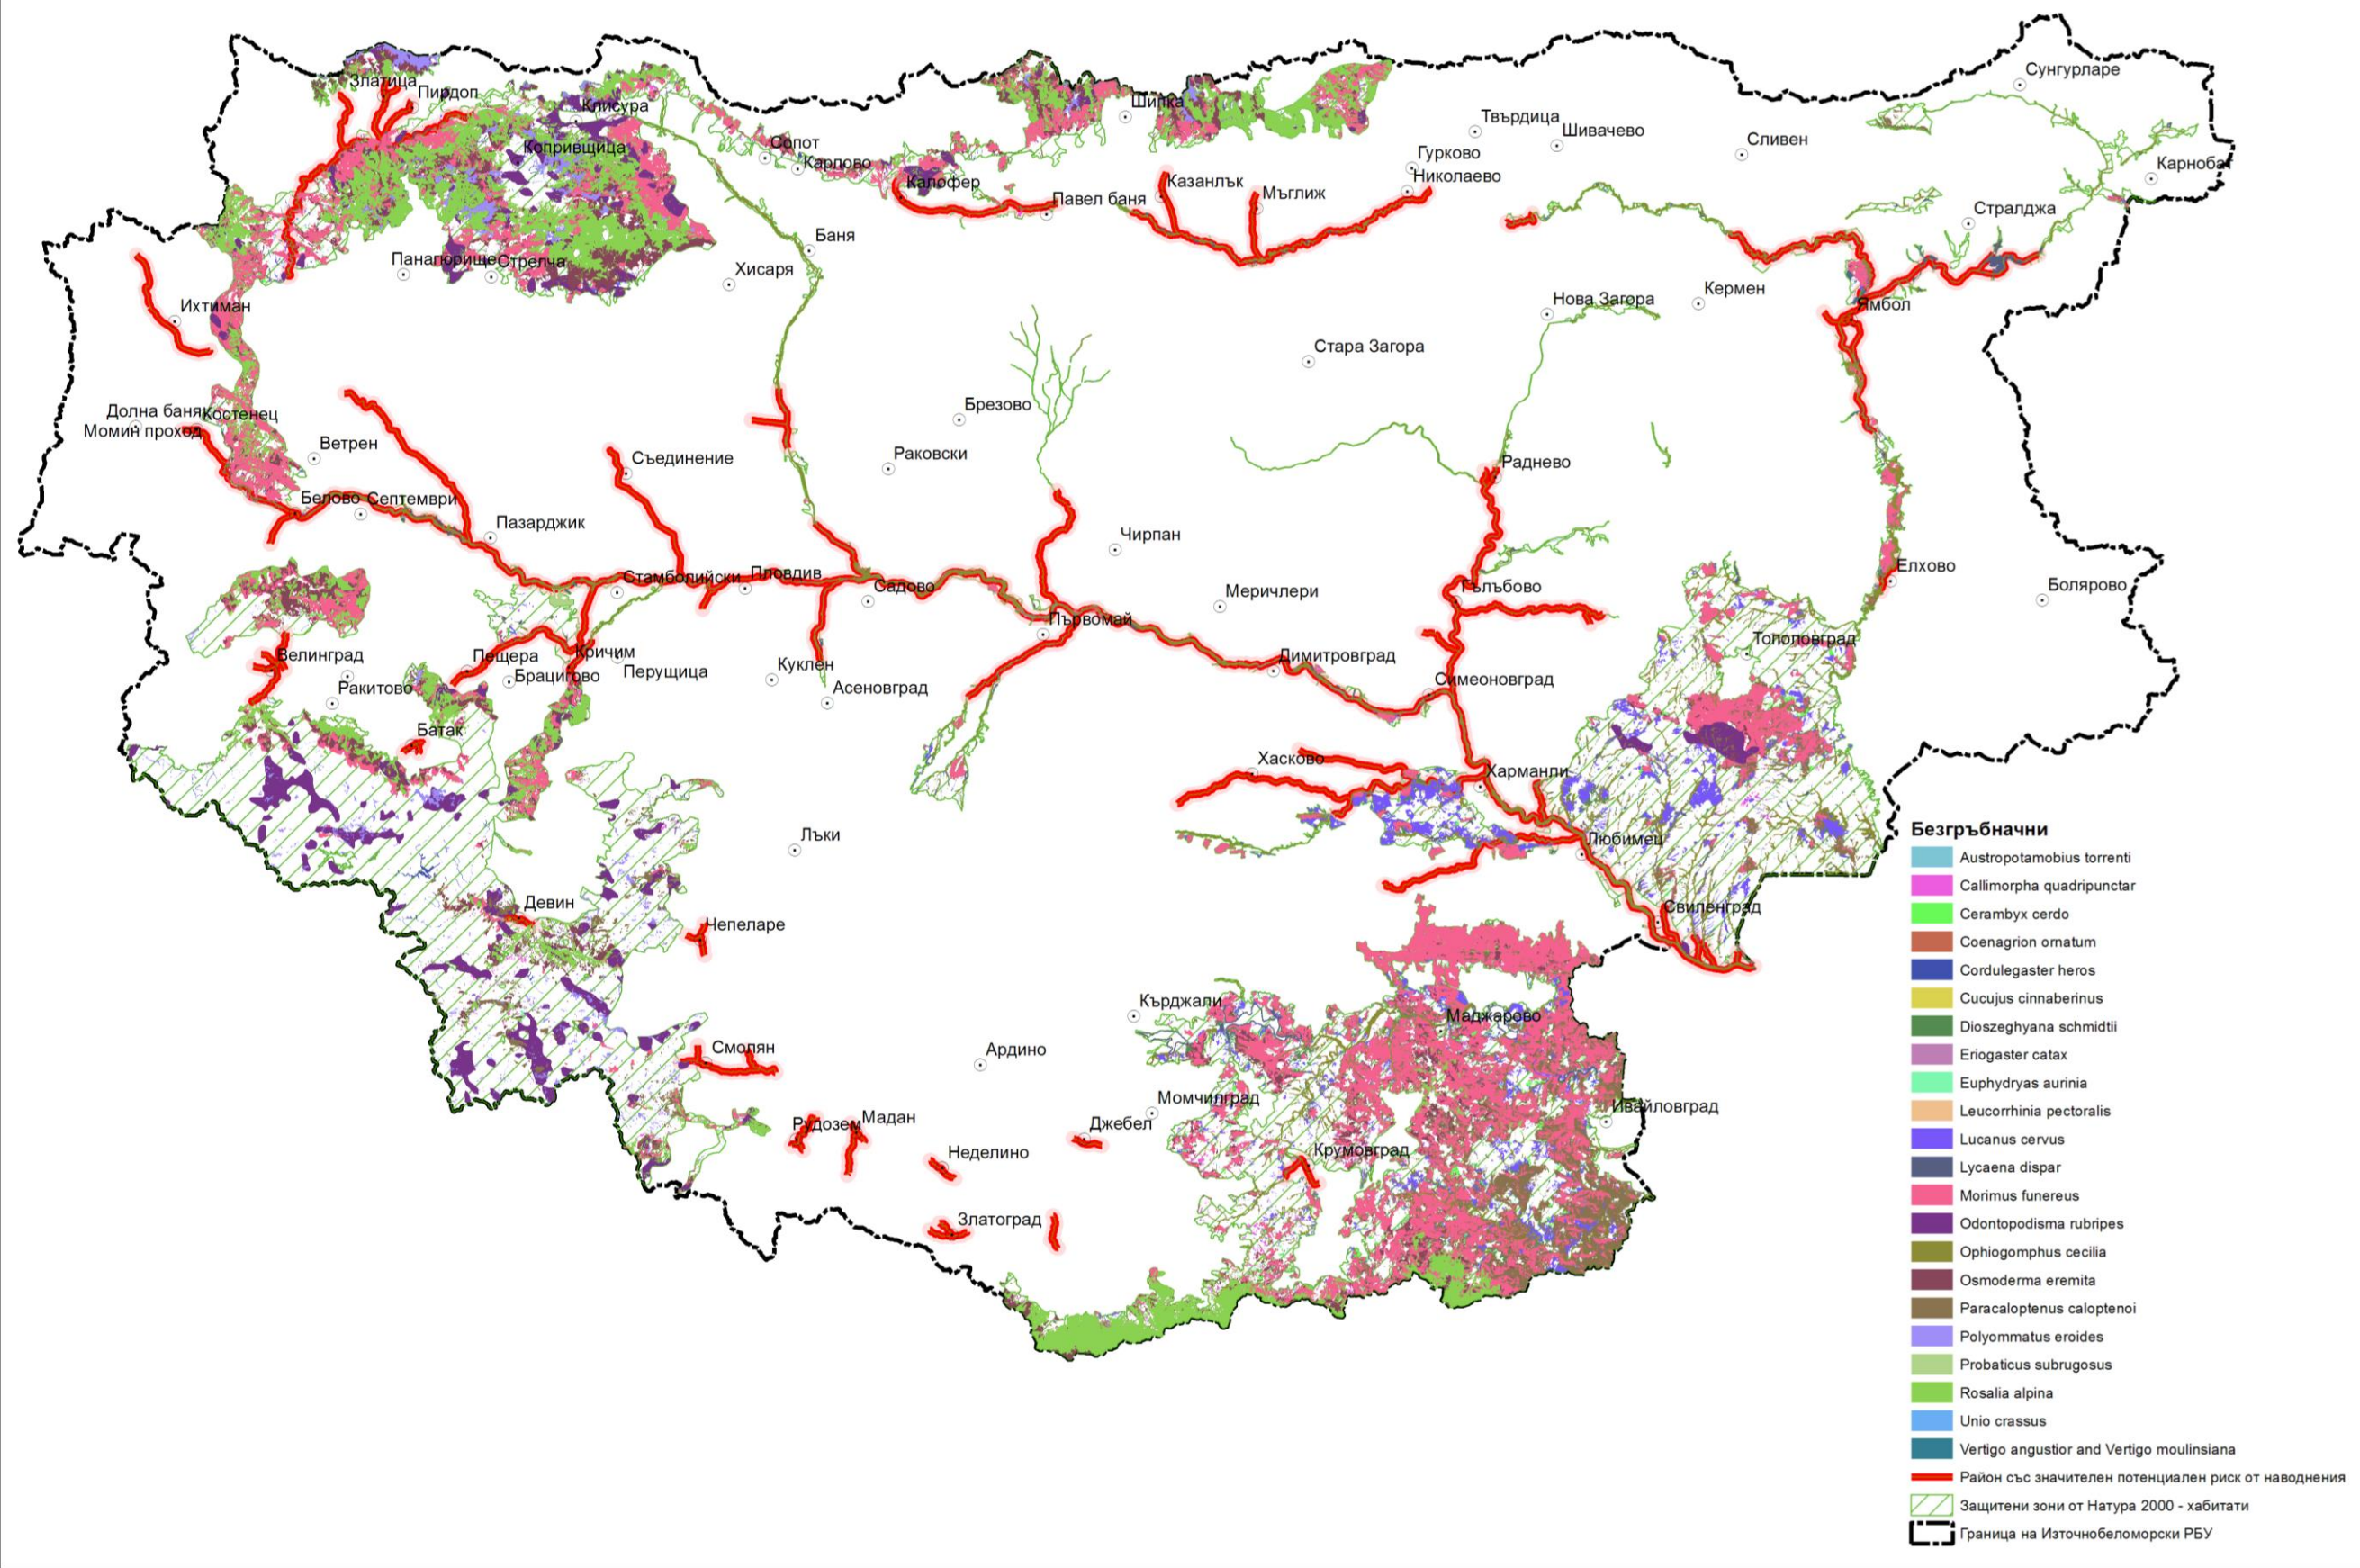 Златица
Пирдоп
Клисура
Копривщица
Сопот
Карлово
Калофер
Шипка
Павел баня
Казанлък
Мъглиж
Гурково
Николаево
Твърдица
Шивачево
Сливен
Сунгурларе
Карнобат
Стралджа
Панагюрище
Стрелча
Баня
Хисаря
Ихтиман
Нова Загора
Кермен
Ямбол
Стара Загора
Долна баня
Костенец
Момин проход
Ветрен
Брезово
Раковски
Съединение
Раднево
Белово
Септември
Пазарджик
Чирпан
Стамболийски
Пловдив
Садово
Меричлери
Гълъбово
Елхово
Болярово
Първомай
Тополовград
Велинград
Ракитово
Пещера
Брацигово
Кричим
Перущица
Куклен
Асеновград
Димитровград
Симеоновград
Батак
Хасково
Харманли
Лъки
Любимец
Девин
Чепеларе
Свиленград
Кърджали
Маджарово
Смолян
Ардино
Момчилград
Ивайловград
Рудозем
Мадан
Джебел
Неделино
Крумовград
Златоград
Безгръбначни
Austropotamobius torrenti
Callimorpha quadripunctar
Cerambyx cerdo
Coenagrion ornatum
Cordulegaster heros
Cucujus cinnaberinus
Dioszeghyana schmidtii
Eriogaster catax
Euphydryas aurinia
Leucorrhinia pectoralis
Lucanus cervus
Lycaena dispar
Morimus funereus
Odontopodisma rubripes
Ophiogomphus cecilia
Osmoderma eremita
Paracaloptenus caloptenoi
Polyommatus eroides
Probaticus subrugosus
Rosalia alpina
Unio crassus
Vertigo angustior and Vertigo moulinsiana
Район със значителен потенциален риск от наводнения
Защитени зони от Натура 2000 - хабитати
Граница на Източнобеломорски РБУ